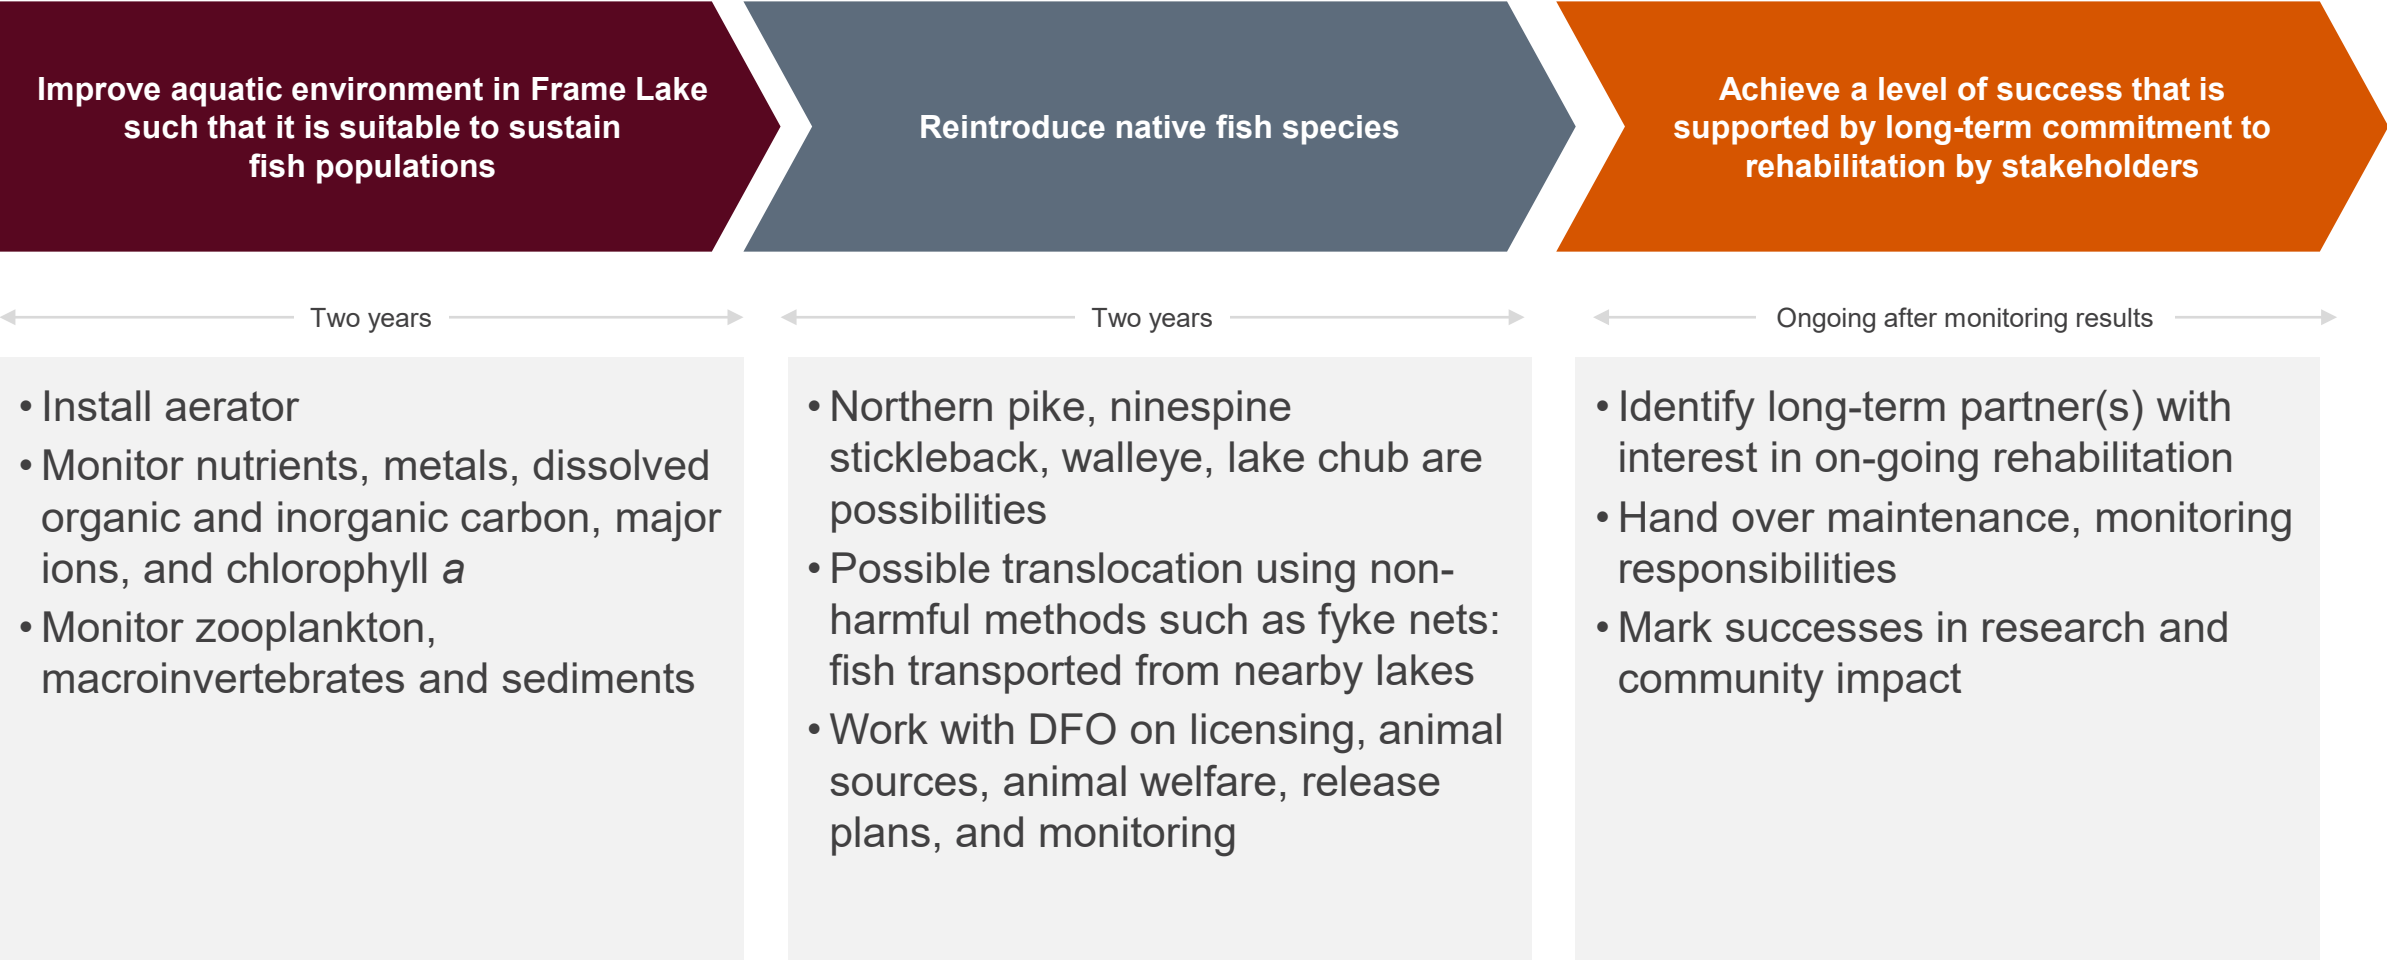 Improve aquatic environment in Frame Lake
such that it is suitable to sustain
fish populations
Reintroduce native fish species
Achieve a level of success that is
supported by long-term commitment to
rehabilitation by stakeholders
Two years
Two years
Ongoing after monitoring results
• Install aerator
• Monitor nutrients, metals, dissolved
organic and inorganic carbon, major
ions, and chlorophyll a
• Monitor zooplankton,
macroinvertebrates and sediments
• Northern pike, ninespine
stickleback, walleye, lake chub are
possibilities
• Possible translocation using non-
harmful methods such as fyke nets:
fish transported from nearby lakes
• Work with DFO on licensing, animal
sources, animal welfare, release
plans, and monitoring
• Identify long-term partner(s) with
interest in on-going rehabilitation
• Hand over maintenance, monitoring
responsibilities
• Mark successes in research and
community impact